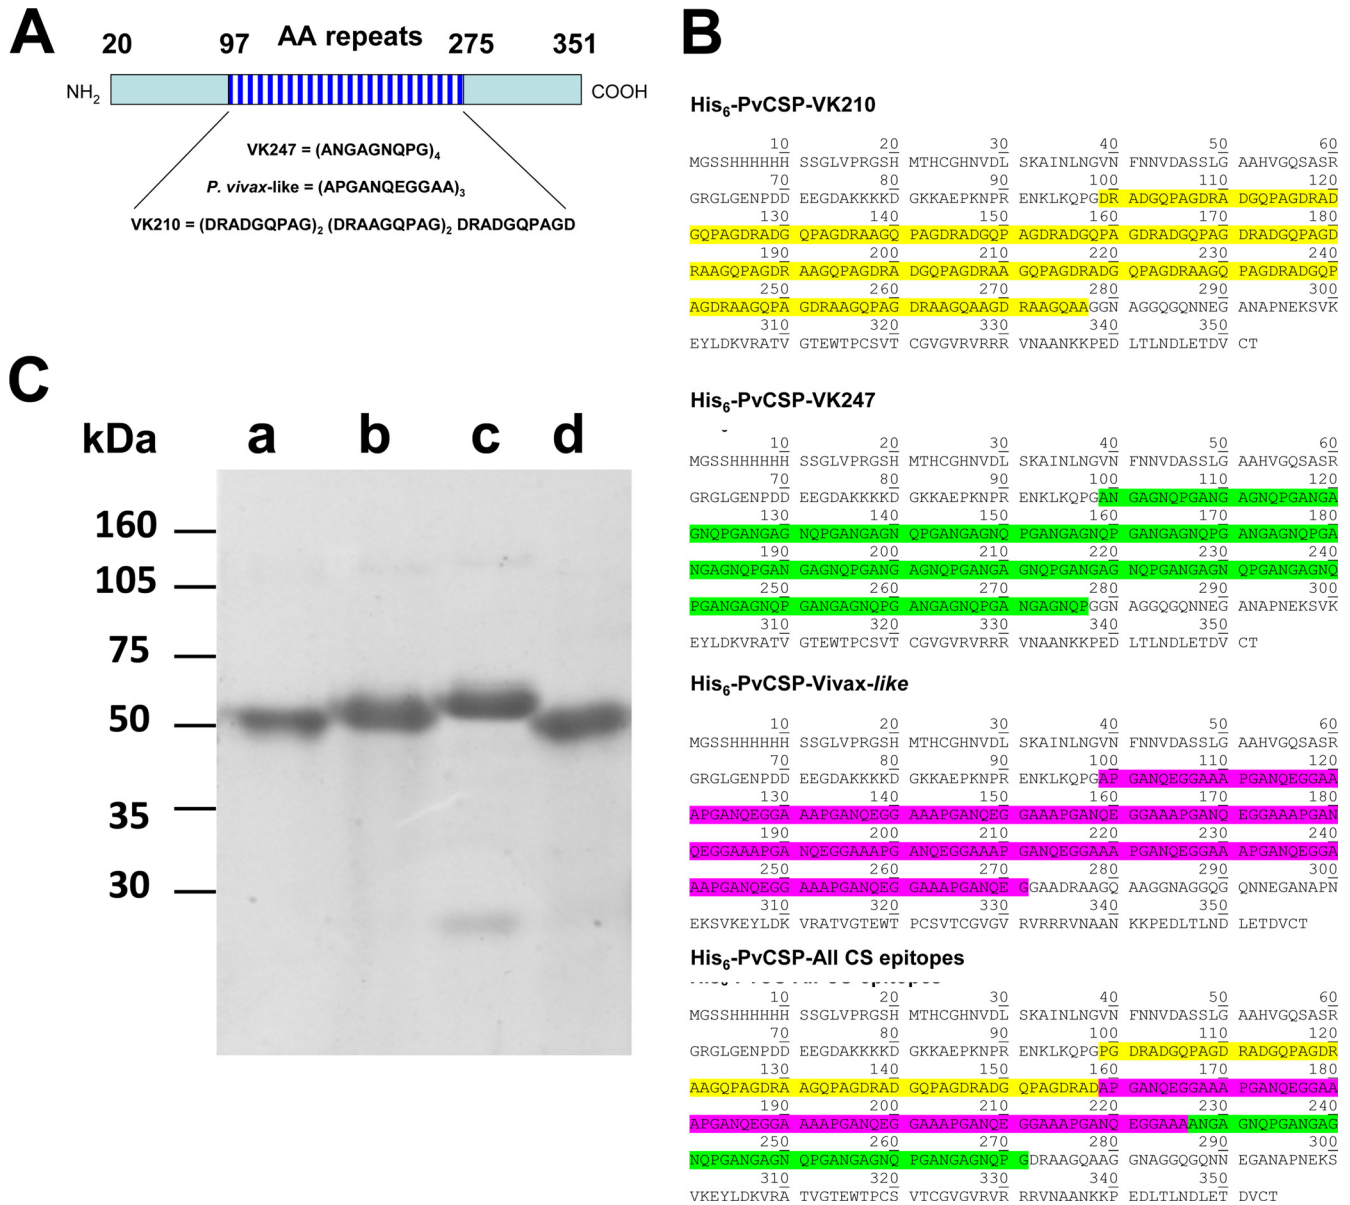 A
20 97 AA repeats 275 351
NH2 COOH
VK247 = (ANGAGNQPG)4
P. vivax-like = (APGANQEGGAA)3
VK210 = (DRADGQPAG)2 (DRAAGQPAG)2 DRADGQPAGD
B
His6-PvCSP-VK210
10 20 30 40 50 60
MGSSHHHHHH SSGLVPRGSH MTHCGHNVDL SKAINLNGVN FNNVDASSLG AAHVGQSASR
70 80 90 100 110 120
GRGLGENPDD EEGDAKKKKD GKKAEPKNPR ENKLKQPGDR ADGQPAGDRA DGQPAGDRAD
130 140 150 160 170 180
GQPAGDRADG QPAGDRAAGQ PAGDRADGQP AGDRADGQPA GDRADGQPAG DRADGQPAGD
190 200 210 220 230 240
RAAGQPAGDR AAGQPAGDRA DGQPAGDRAA GQPAGDRADG QPAGDRAAGQ PAGDRADGQP
250 260 270 280 290 300
AGDRAAGQPA GDRAAGQPAG DRAAGQAAGD RAAGQAAGGN AGGQGQNNEG ANAPNEKSVK
310 320 330 340 350
EYLDKVRATV GTEWTPCSVT CGVGVRVRRR VNAANKKPED LTLNDLETDV CT
His6-PvCSP-VK247
10 20 30 40 50 60
MGSSHHHHHH SSGLVPRGSH MTHCGHNVDL SKAINLNGVN FNNVDASSLG AAHVGQSASR
70 80 90 100 110 120
GRGLGENPDD EEGDAKKKKD GKKAEPKNPR ENKLKQPGAN GAGNQPGANG AGNQPGANGA
130 140 150 160 170 180
GNQPGANGAG NQPGANGAGN QPGANGAGNQ PGANGAGNQP GANGAGNQPG ANGAGNQPGA
190 200 210 220 230 240
NGAGNQPGAN GAGNQPGANG AGNQPGANGA GNQPGANGAG NQPGANGAGN QPGANGAGNQ
250 260 270 280 290 300
PGANGAGNQP GANGAGNQPG ANGAGNQPGA NGAGNQPGGN AGGQGQNNEG ANAPNEKSVK
310 320 330 340 350
EYLDKVRATV GTEWTPCSVT CGVGVRVRRR VNAANKKPED LTLNDLETDV CT
His6-PvCSP-Vivax-like
10 20 30 40 50 60
MGSSHHHHHH SSGLVPRGSH MTHCGHNVDL SKAINLNGVN FNNVDASSLG AAHVGQSASR
70 80 90 100 110 120
GRGLGENPDD EEGDAKKKKD GKKAEPKNPR ENKLKQPGAP GANQEGGAAA PGANQEGGAA
130 140 150 160 170 180
APGANQEGGA AAPGANQEGG AAAPGANQEG GAAAPGANQE GGAAAPGANQ EGGAAAPGAN
190 200 210 220 230 240
QEGGAAAPGA NQEGGAAAPG ANQEGGAAAP GANQEGGAAA PGANQEGGAA APGANQEGGA
250 260 270 280 290 300
AAPGANQEGG AAAPGANQEG GAAAPGANQE GGAADRAAGQ AAGGNAGGQG QNNEGANAPN
310 320 330 340 350
EKSVKEYLDK VRATVGTEWT PCSVTCGVGV RVRRRVNAAN KKPEDLTLND LETDVCT
His6-PvCSP-All CS epitopes
10 20 30 40 50 60
MGSSHHHHHH SSGLVPRGSH MTHCGHNVDL SKAINLNGVN FNNVDASSLG AAHVGQSASR
70 80 90 100 110 120
GRGLGENPDD EEGDAKKKKD GKKAEPKNPR ENKLKQPGPG DRADGQPAGD RADGQPAGDR
130 140 150 160 170 180
AAGQPAGDRA AGQPAGDRAD GQPAGDRADG QPAGDRADAP GANQEGGAAA PGANQEGGAA
190 200 210 220 230 240
APGANQEGGA AAAPGANQEG GAAAPGANQE GGAAAPGANQ EGGAAAANGA GNQPGANGAG
250 260 270 280 290 300
NQPGANGAGN QPGANGAGNQ PGANGAGNQP GDRAAGQAAG GNAGGQGQNN EGANAPNEKS
310 320 330 340 350
VKEYLDKVRA TVGTEWTPCS VTCGVGVRVR RRVNAANKKP EDLTLNDLET DVCT
C
kDa a b c d
160
105
75
50
35
30